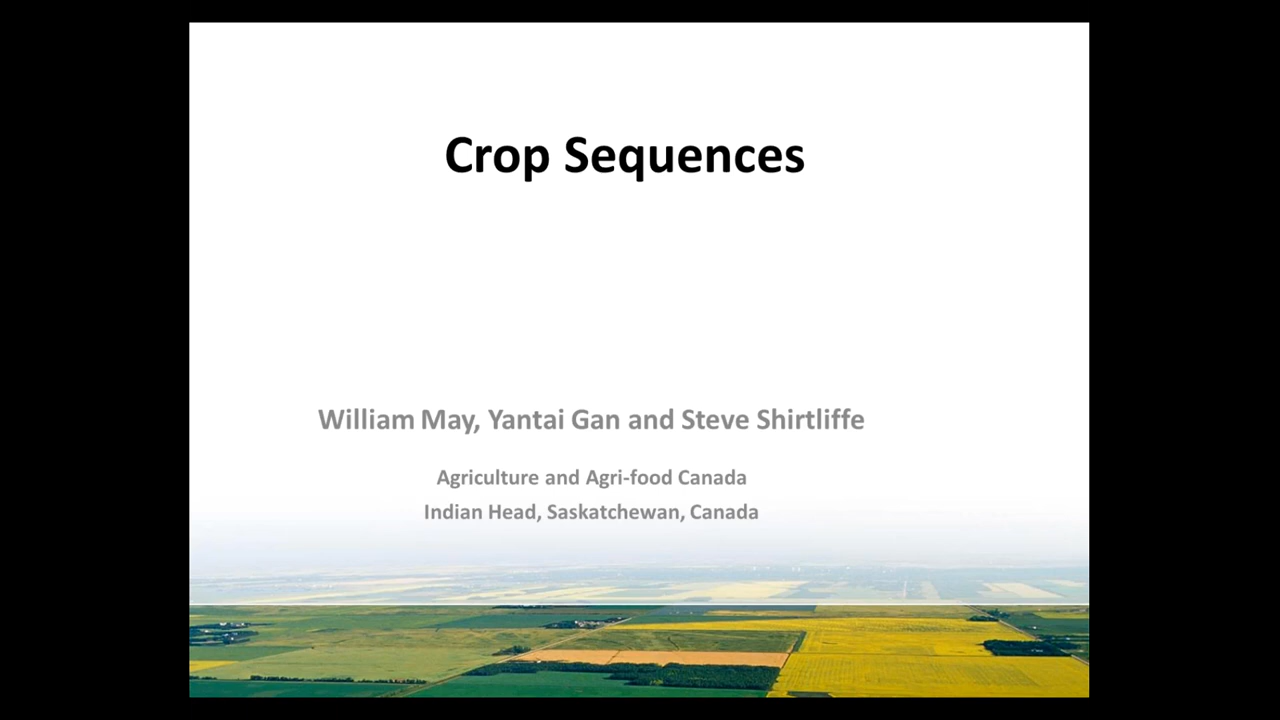 Crop Sequences
William May, Yantai Gan and Steve Shirtliffe
Agriculture and Agri-food Canada
Indian Head, Saskatchewan, Canada